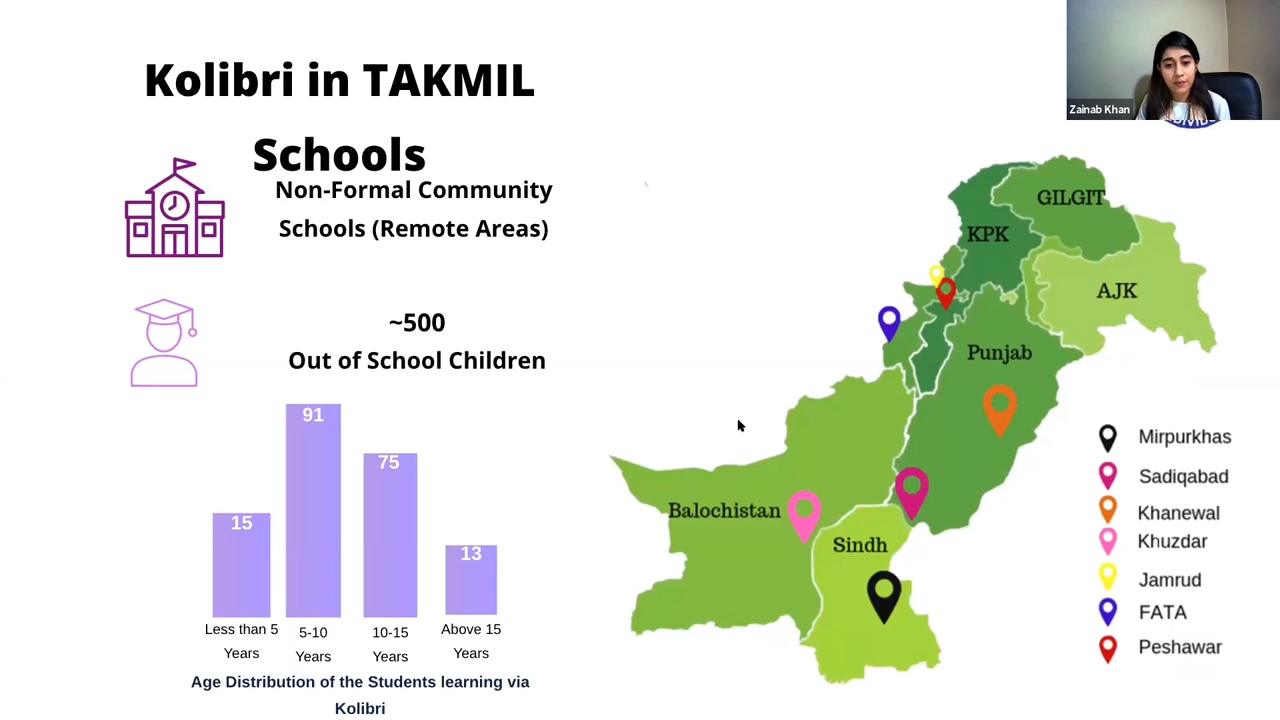 Kolibri in TAKMIL
Schools
Non-Formal Community
Schools (Remote Areas)
~500
Out of School Children
91
75
15
13
Less than 5
Years
5-10
Years
10-15
Years
Above 15
Years
Age Distribution of the Students learning via
Kolibri
Zainab Khan
GILGIT
KPK
AJK
Punjab
Balochistan
Sindh
Mirpurkhas
Sadiqabad
Khanewal
Khuzdar
Jamrud
FATA
Peshawar